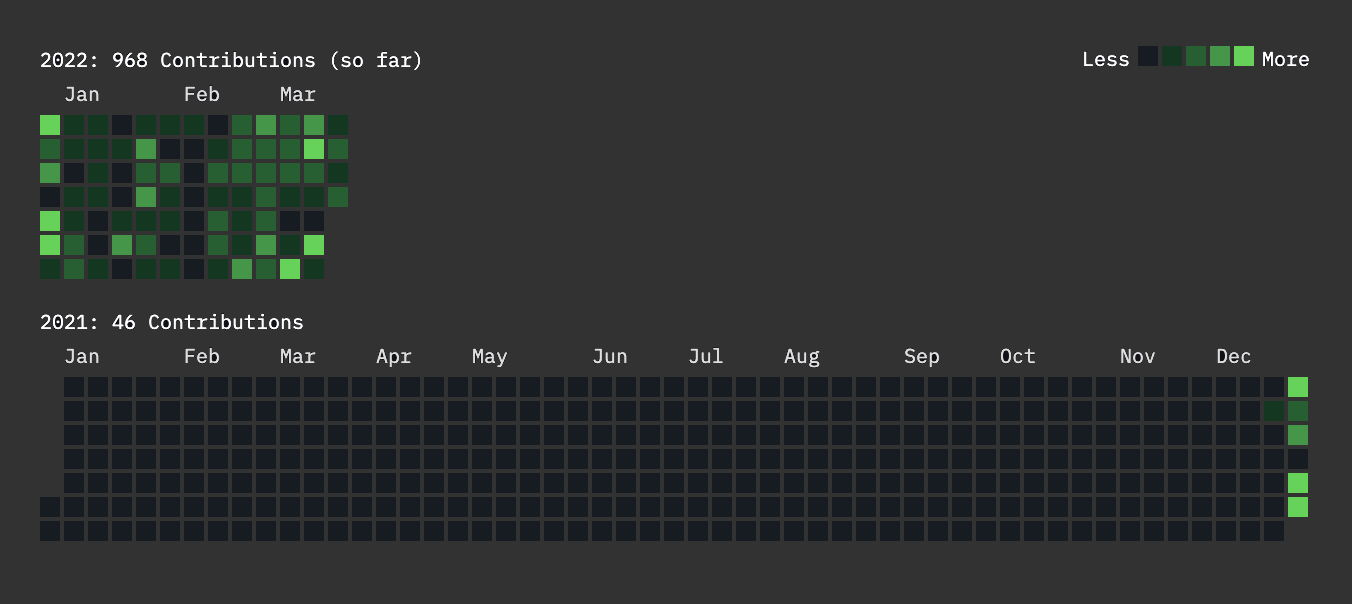 2022: 968 Contributions (so far)
Less More
Jan Feb Mar
2021: 46 Contributions
Jan Feb Mar Apr May Jun Jul Aug Sep Oct Nov Dec